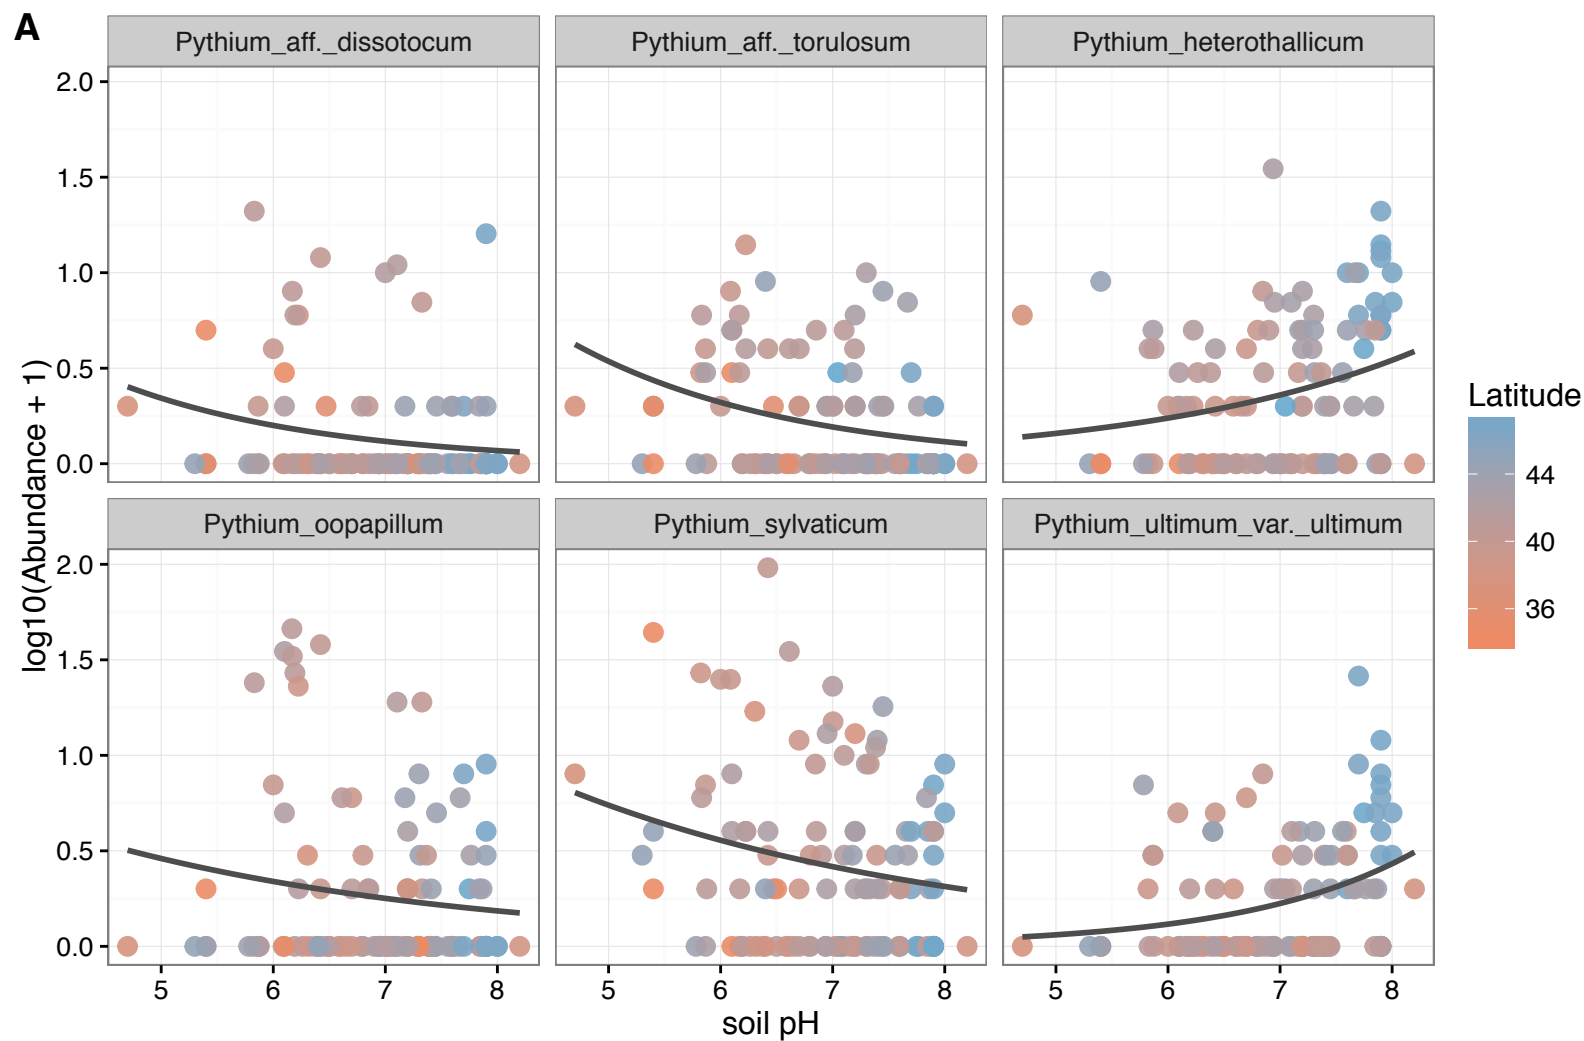 A
Pythium_aff._dissotocum Pythium_aff._torulosum Pythium_heterothallicum
2.0
1.5
1.0
0.5
0.0
Pythium_oopapillum Pythium_sylvaticum Pythium_ultimum_var._ultimum
2.0
1.5
1.0
0.5
0.0
5 6 7 8 5 6 7 8 5 6 7 8
soil pH
log10(Abundance + 1)
Latitude
44
40
36